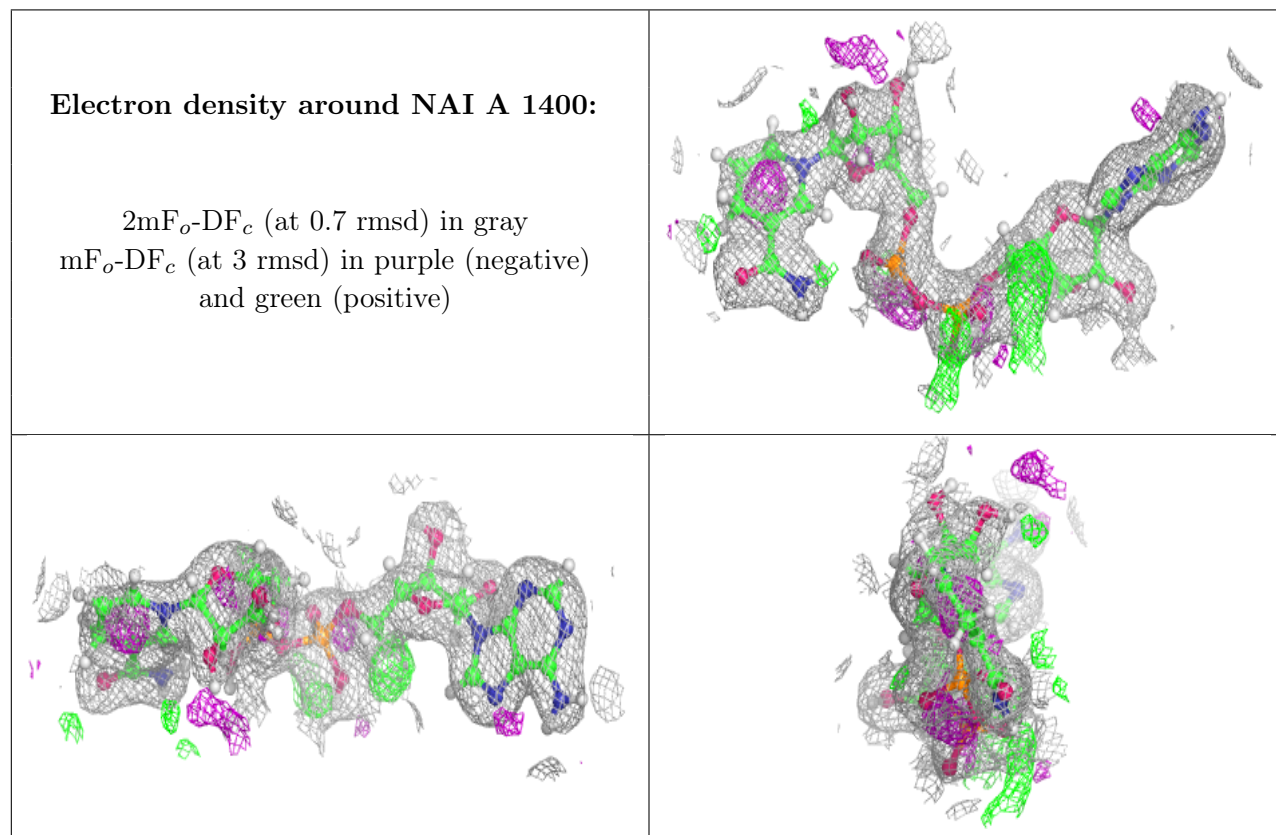 Electron density around NAI A 1400:
2mFo-DFc (at 0.7 rmsd) in gray
mFo-DFc (at 3 rmsd) in purple (negative)
and green (positive)